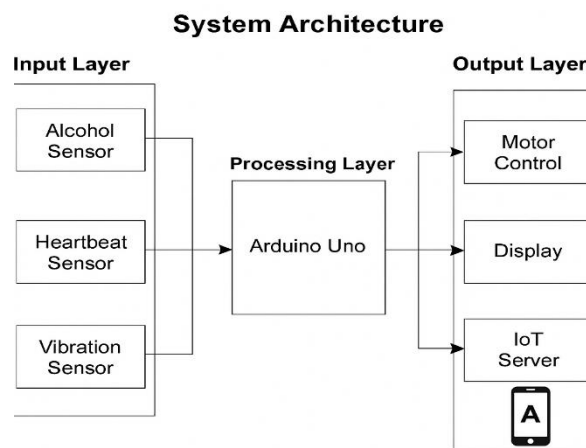 System Architecture
Input Layer
Alcohol
Sensor
Heartbeat
Sensor
Vibration
Sensor
Processing Layer
Arduino Uno
Output Layer
Motor
Control
Display
IoT
Server
A